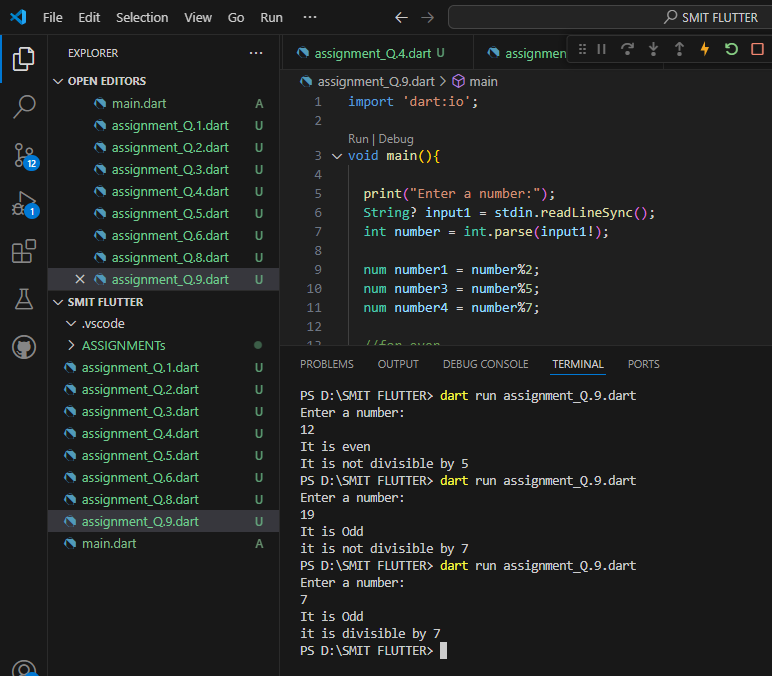 File Edit Selection View Go Run ··· ← → SMIT FLUTTER
EXPLORER ···
OPEN EDITORS
main.dart A
assignment_Q.1.dart U
assignment_Q.2.dart U
assignment_Q.3.dart U
assignment_Q.4.dart U
assignment_Q.5.dart U
assignment_Q.6.dart U
assignment_Q.8.dart U
assignment_Q.9.dart U
SMIT FLUTTER
.vscode
ASSIGNMENTs
assignment_Q.1.dart U
assignment_Q.2.dart U
assignment_Q.3.dart U
assignment_Q.4.dart U
assignment_Q.5.dart U
assignment_Q.6.dart U
assignment_Q.8.dart U
assignment_Q.9.dart U
main.dart A
12
1
assignment_Q.4.dart U assignmen
assignment_Q.9.dart > main
1 import 'dart:io';
2
Run | Debug
3 void main(){
4
5 print("Enter a number:");
6 String? input1 = stdin.readLineSync();
7 int number = int.parse(input1!);
8
9 num number1 = number%2;
10 num number3 = number%5;
11 num number4 = number%7;
12
13 //for even
PROBLEMS OUTPUT DEBUG CONSOLE TERMINAL PORTS
PS D:\SMIT FLUTTER> dart run assignment_Q.9.dart
Enter a number:
12
It is even
It is not divisible by 5
PS D:\SMIT FLUTTER> dart run assignment_Q.9.dart
Enter a number:
19
It is Odd
it is not divisible by 7
PS D:\SMIT FLUTTER> dart run assignment_Q.9.dart
Enter a number:
7
It is Odd
it is divisible by 7
PS D:\SMIT FLUTTER>